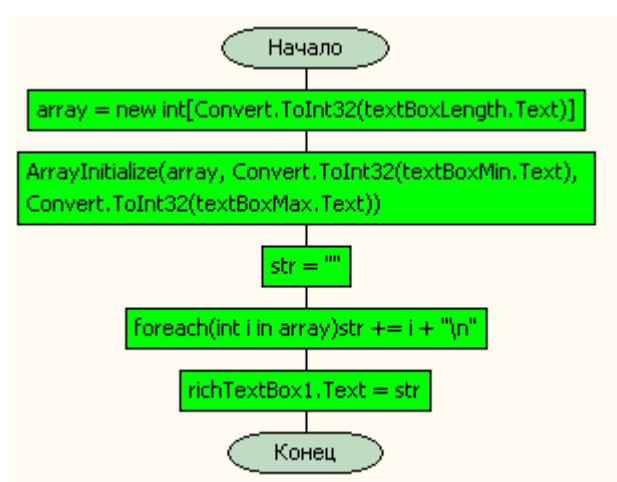 Начало
array = new int[Convert.ToInt32(textBoxLength.Text)]
ArrayInitialize(array, Convert.ToInt32(textBoxMin.Text),
Convert.ToInt32(textBoxMax.Text))
str = ""
foreach(int i in array)str += i + "\n"
richTextBox1.Text = str
Конец